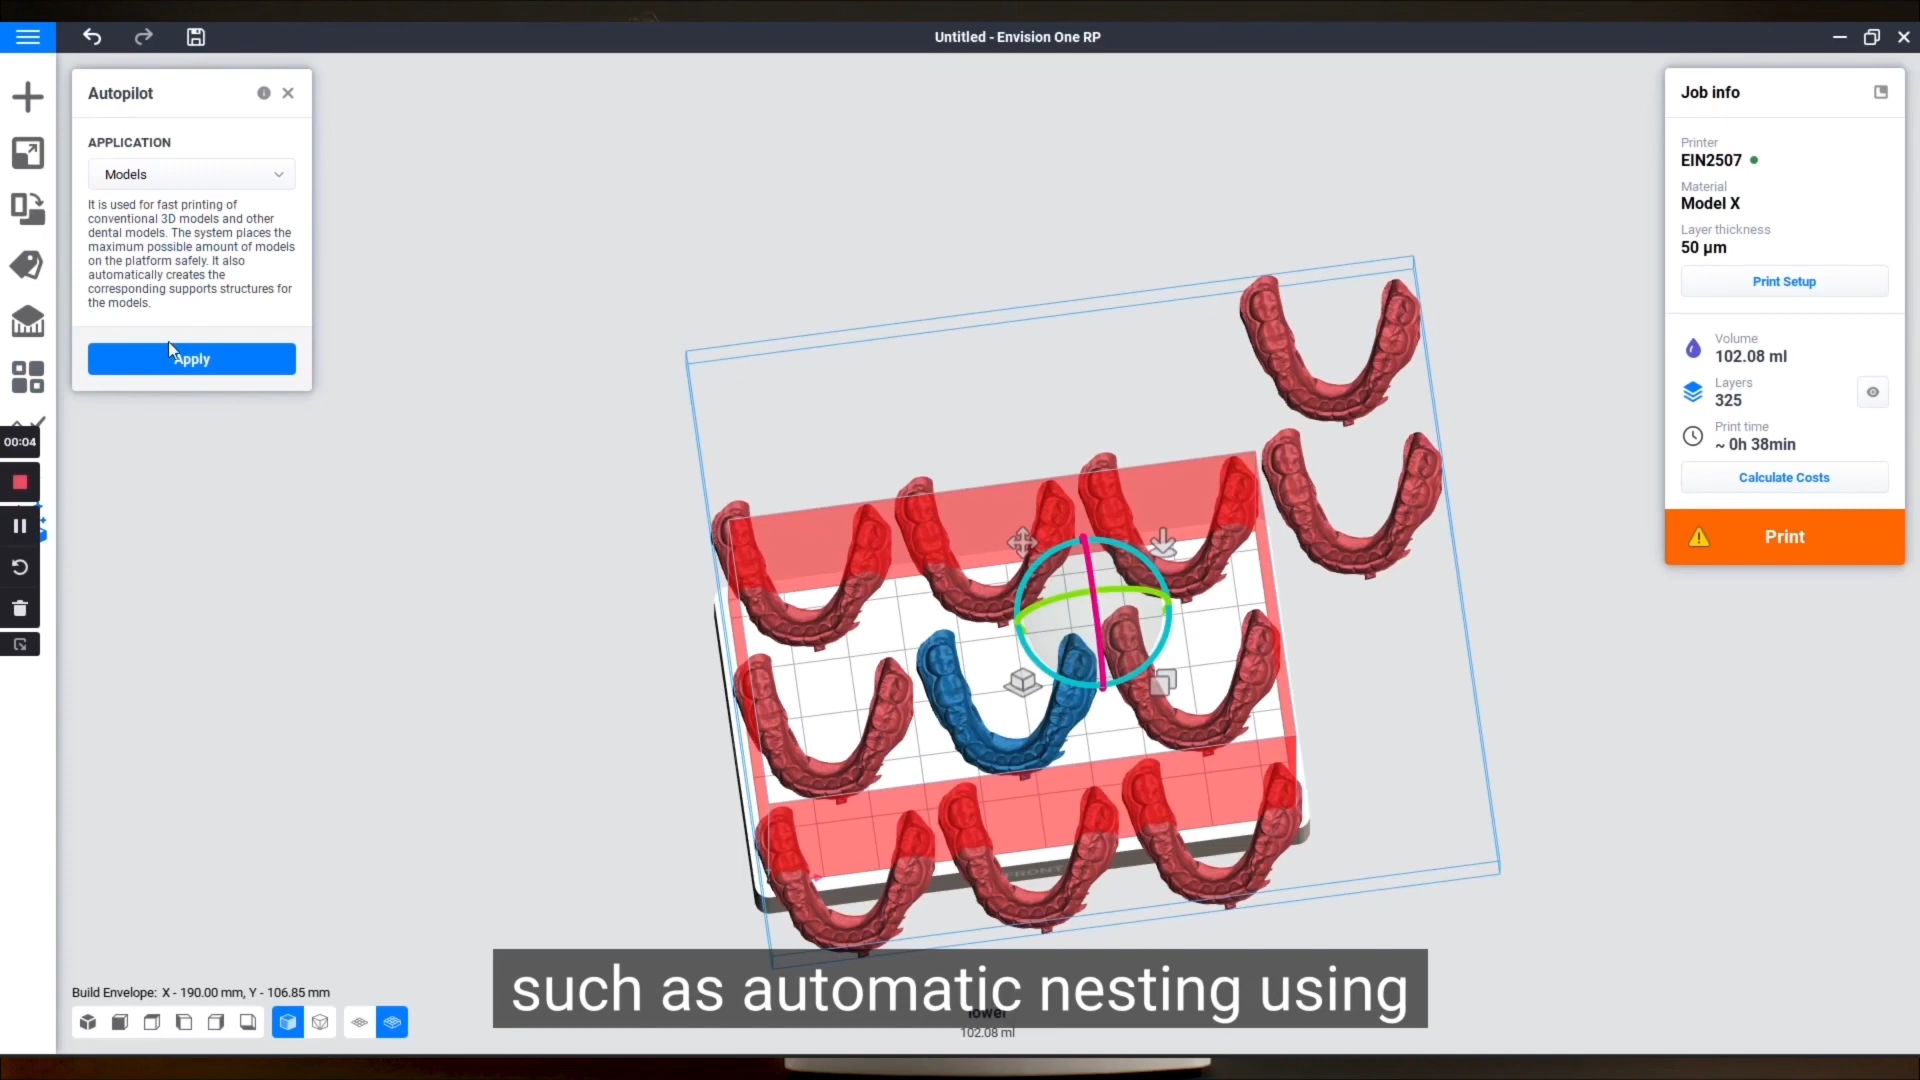 Untitled - Envision One RP
Autopilot
APPLICATION
Models
It is used for fast printing of
conventional 3D models and other
dental models. The system places the
maximum possible amount of models
on the platform safely. It also
automatically creates the
corresponding supports structures for
the models.
Apply
00:04
Job info
Printer
EIN2507
Material
Model X
Layer thickness
50 µm
Print Setup
Volume
102.08 ml
Layers
325
Print time
~ 0h 38min
Calculate Costs
Print
FRONT
Build Envelope: X - 190.00 mm, Y - 106.85 mm
such as automatic nesting using
lower
102.08 ml